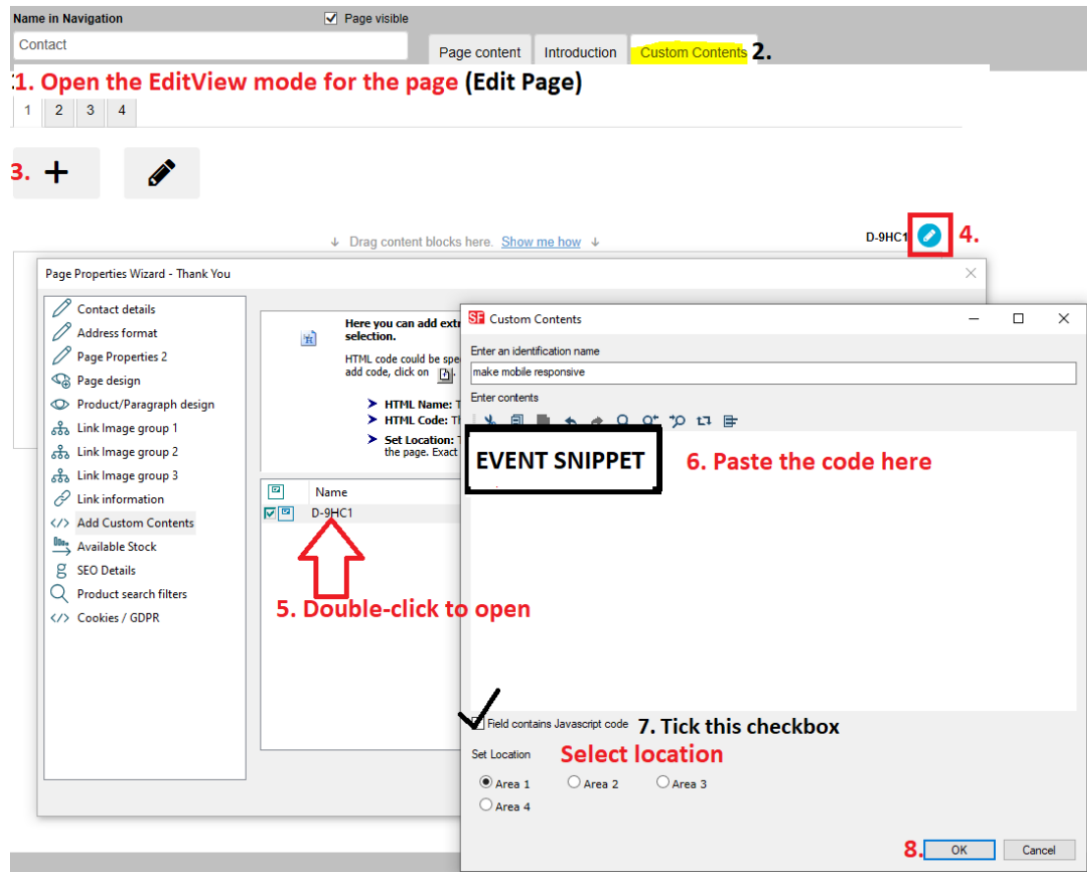 Name in Navigation
Page visible
Contact
Page content
Introduction
Custom Contents
2.
1. Open the EditView mode for the page (Edit Page)
1 2 3 4
3.
Drag content blocks here. Show me how
D-9HC1
4.
Page Properties Wizard - Thank You
Contact details
Address format
Page Properties 2
Page design
Product/Paragraph design
Link Image group 1
Link Image group 2
Link Image group 3
Link information
Add Custom Contents
Available Stock
SEO Details
Product search filters
Cookies / GDPR
Here you can add
selection.
HTML code could be
add code, click on
HTML Name:
HTML Code:
Set Location:
the page. Exact
Name
D-9HC1
5. Double-click to open
SF Custom Contents
Enter an identification name
make mobile responsive
Enter contents
EVENT SNIPPET
6. Paste the code here
Field contains Javascript code
7. Tick this checkbox
Set Location
Select location
Area 1
Area 2
Area 3
Area 4
8.
OK
Cancel